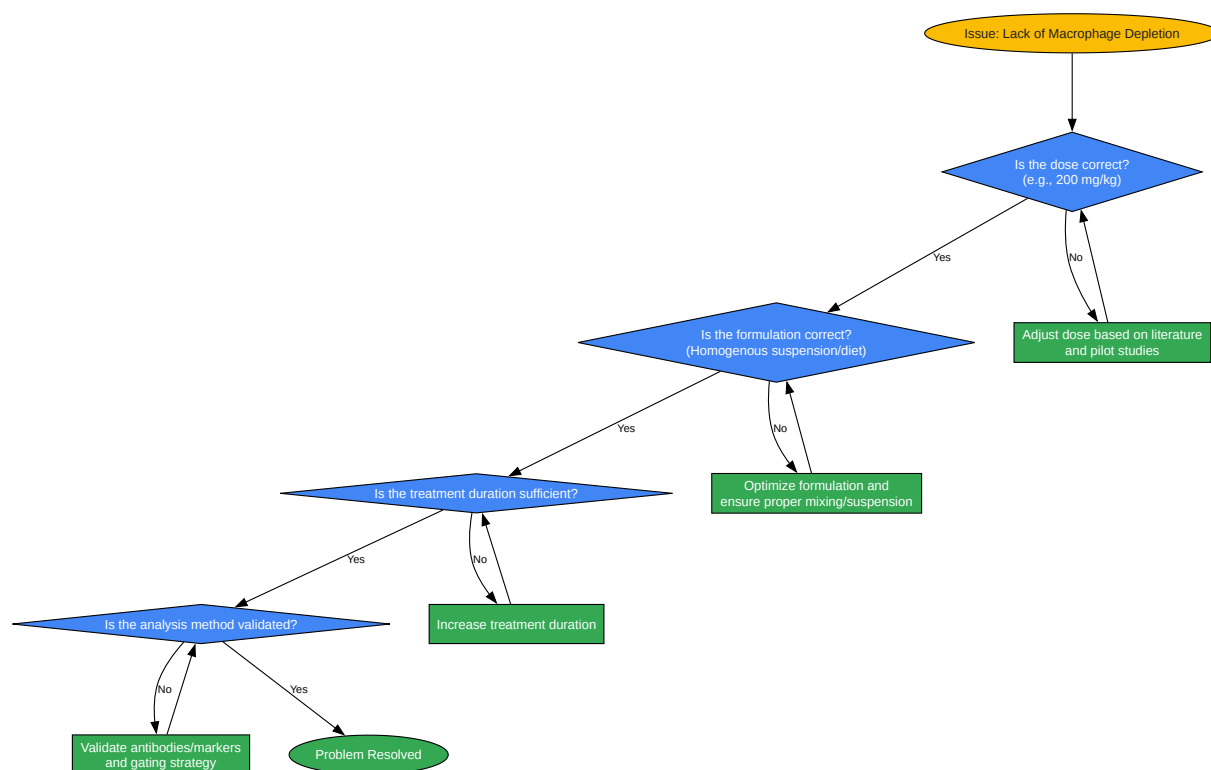 Issue: Lack of Macrophage Depletion
Is the dose correct?
(e.g., 200 mg/kg)
Yes
No
Adjust dose based on literature
and pilot studies
Is the formulation correct?
(Homogenous suspension/diet)
Yes
No
Optimize formulation and
ensure proper mixing/suspension
Is the treatment duration sufficient?
Yes
No
Increase treatment duration
Is the analysis method validated?
No
Yes
Validate antibodies/markers
and gating strategy
Problem Resolved